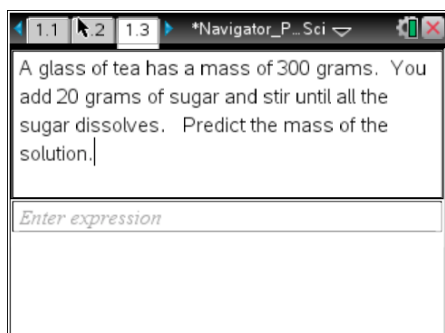 1.1 1.2 1.3 *Navigator_P...Sci
A glass of tea has a mass of 300 grams. You
add 20 grams of sugar and stir until all the
sugar dissolves. Predict the mass of the
solution.
Enter expression